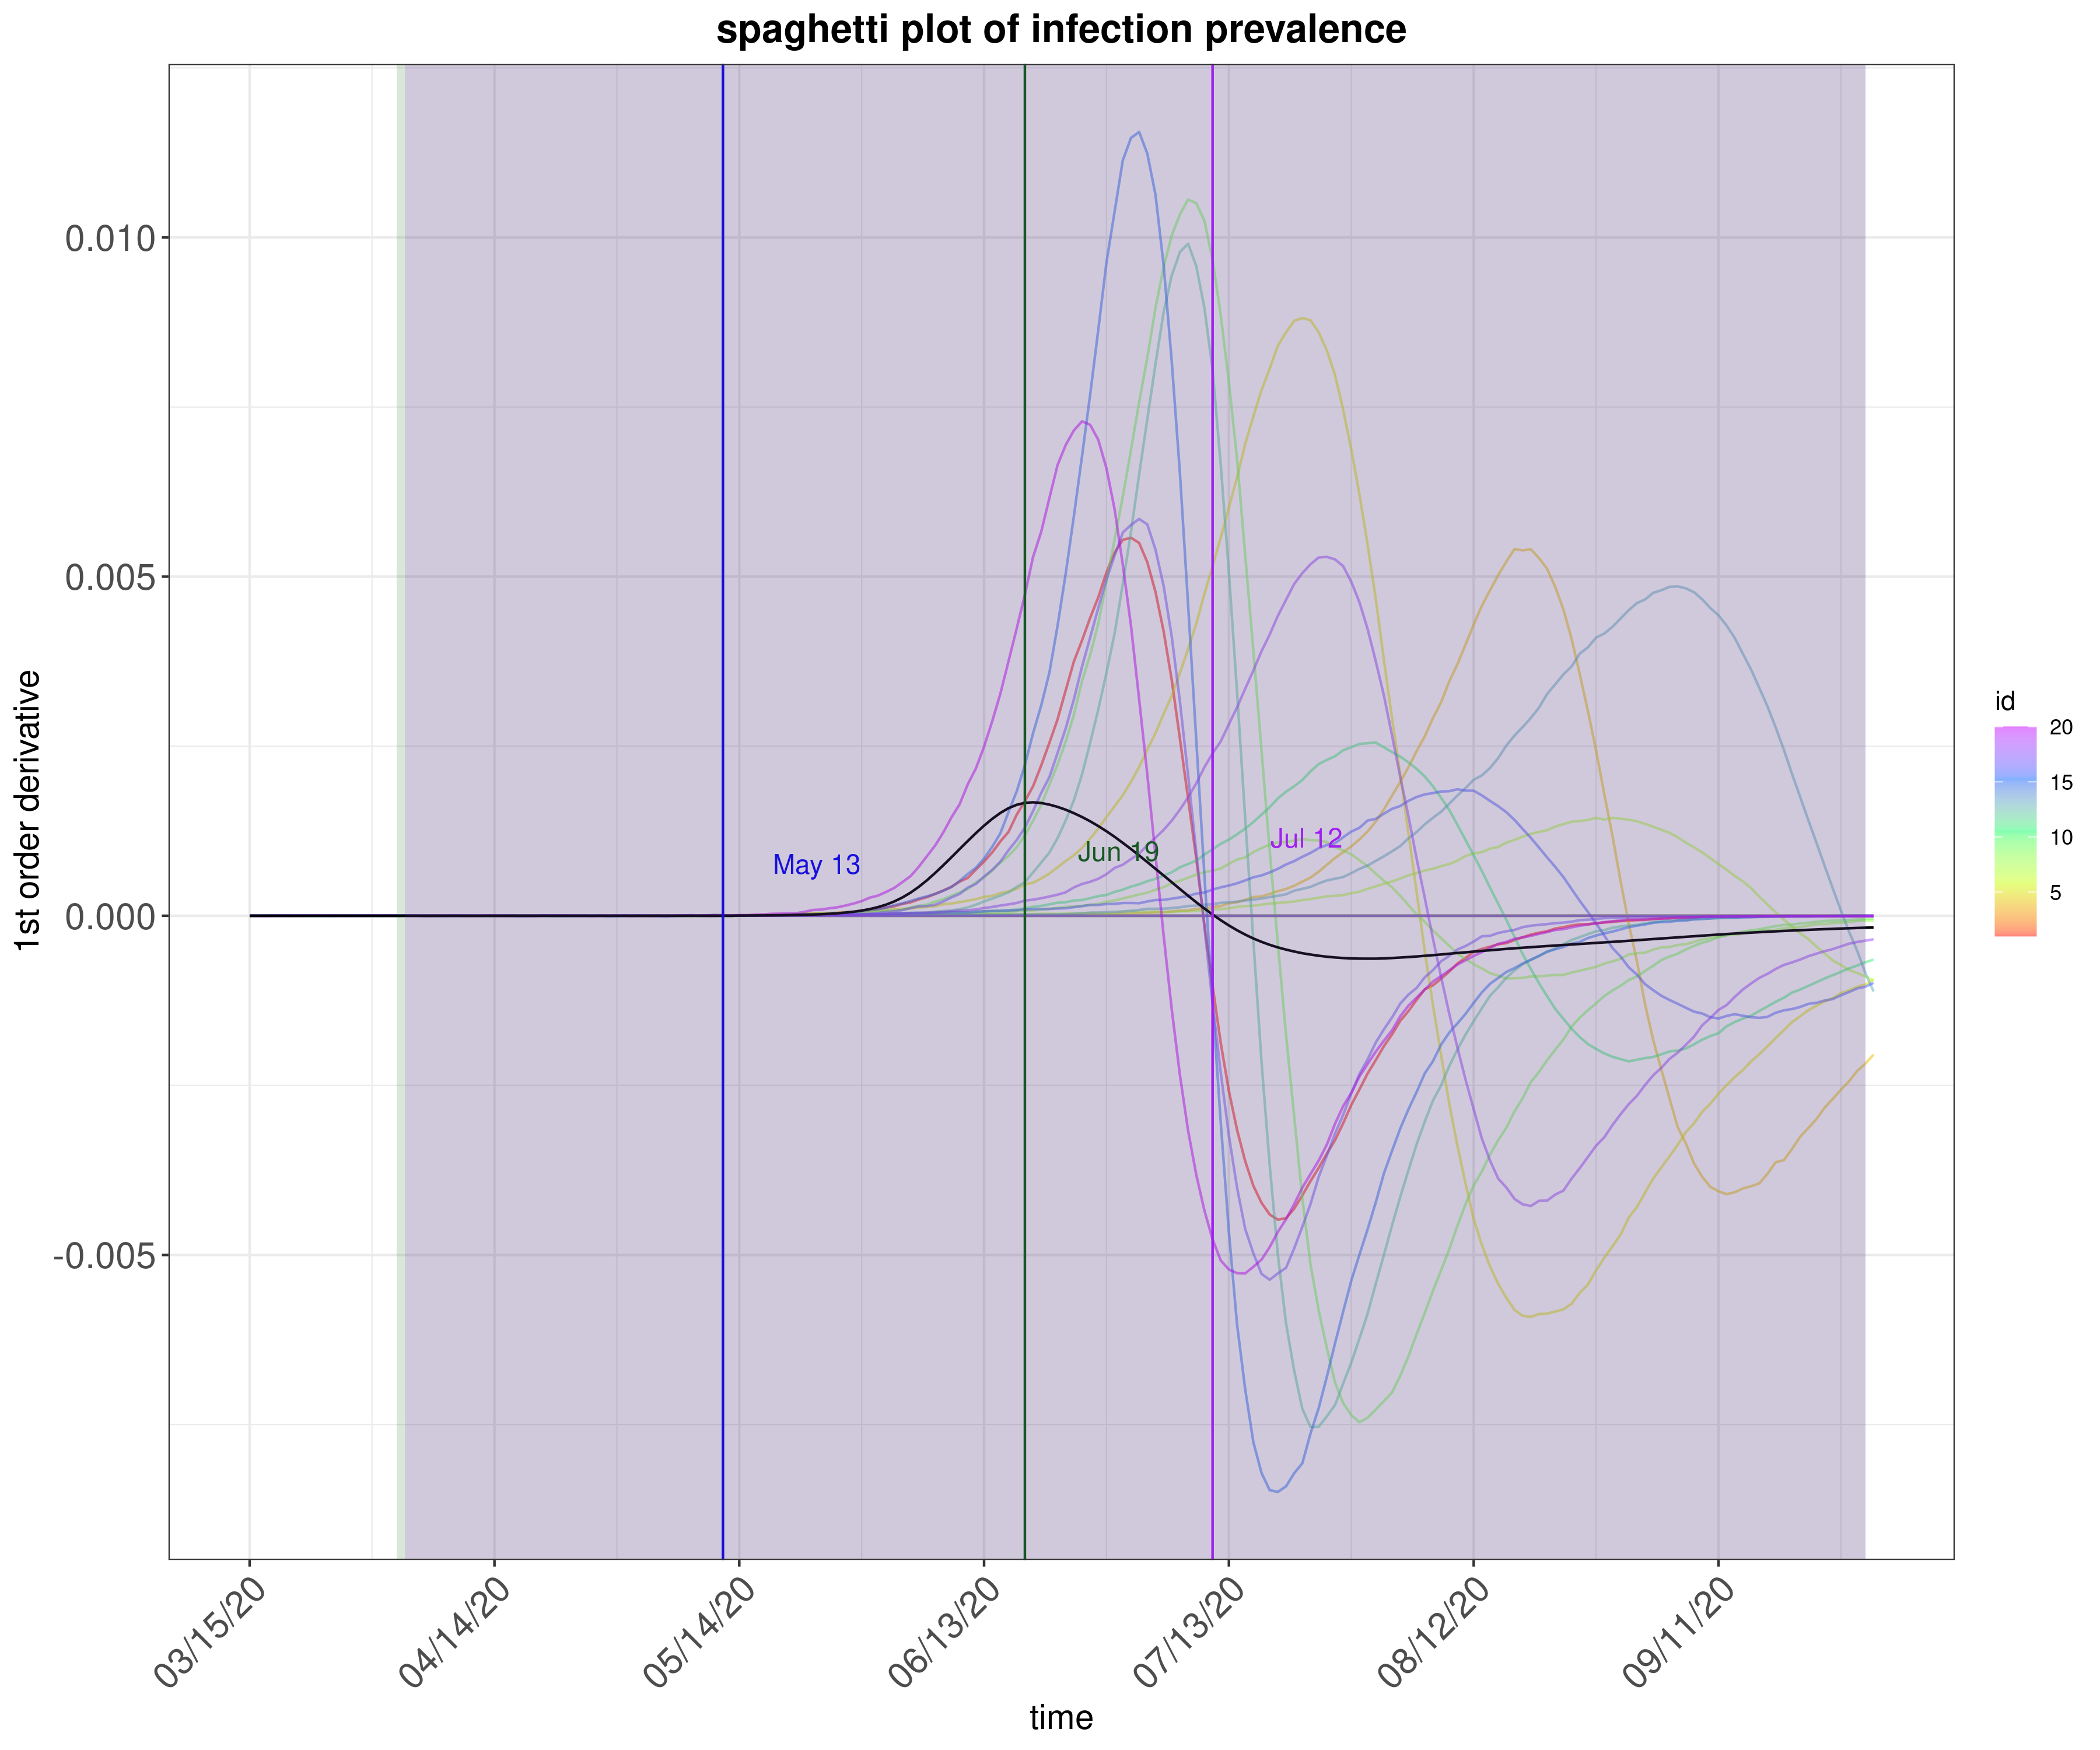 spaghetti plot of infection prevalence
1st order derivative
0.010
0.005
0.000
-0.005
May 13
Jun 19
Jul 12
id
20
15
10
5
03/15/20
04/14/20
05/14/20
06/13/20
07/13/20
08/12/20
09/11/20
time